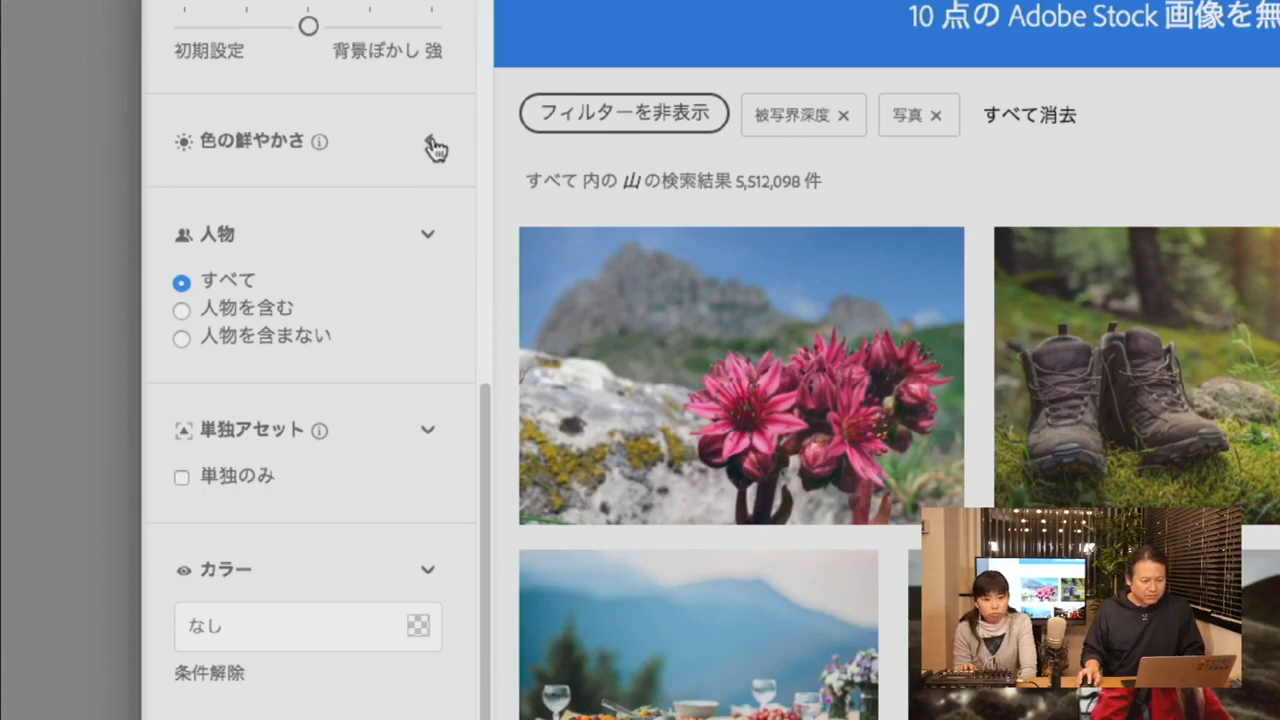 10 点の Adobe Stock 画像を無
初期設定
背景ぼかし 強
フィルターを非表示
被写界深度 ×
写真 ×
すべて消去
色の鮮やかさ
すべて 内の 山 の検索結果 5,512,098 件
人物
すべて
人物を含む
人物を含まない
単独アセット
単独のみ
カラー
なし
条件解除